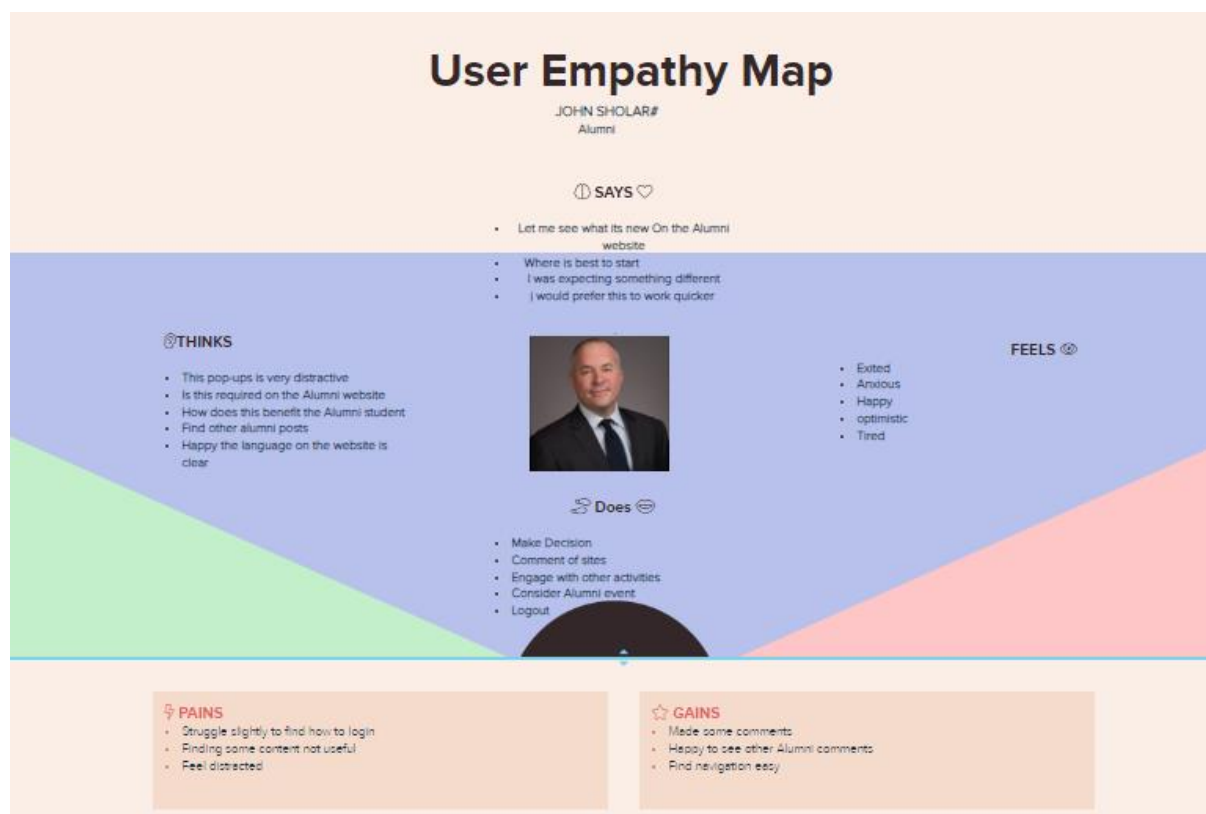 User Empathy Map
JOHN SHOLAR#
Alumni
SAYS
Let me see what its new On the Alumni
website
Where is best to start
I was expecting something different
I would prefer this to work quicker
THINKS
This pop-ups is very distractive
Is this required on the Alumni website
How does this benefit the Alumni student
Find other alumni posts
Happy the language on the website is
clear
FEELS
Exited
Anxious
Happy
optimistic
Tired
Does
Make Decision
Comment of sites
Engage with other activities
Consider Alumni event
Logout
PAINS
Struggle slightly to find how to login
Finding some content not useful
Feel distracted
GAINS
Made some comments
Happy to see other Alumni comments
Find navigation easy